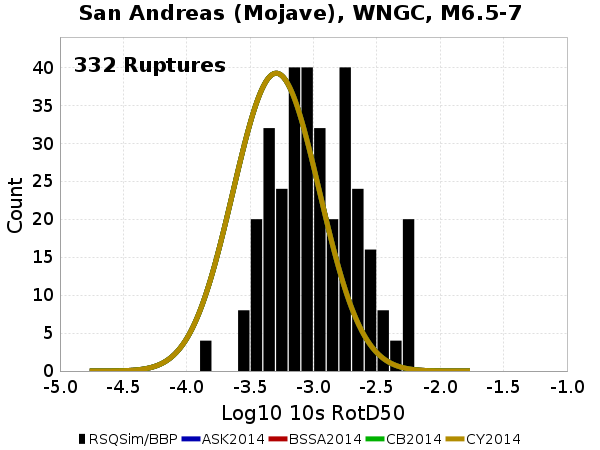 San Andreas (Mojave), WNGC, M6.5-7
332 Ruptures
Count
40
35
30
25
20
15
10
5
0
-5.0 -4.5 -4.0 -3.5 -3.0 -2.5 -2.0 -1.5 -1.0
Log10 10s RotD50
RSQSim/BBP ASK2014 BSSA2014 CB2014 CY2014